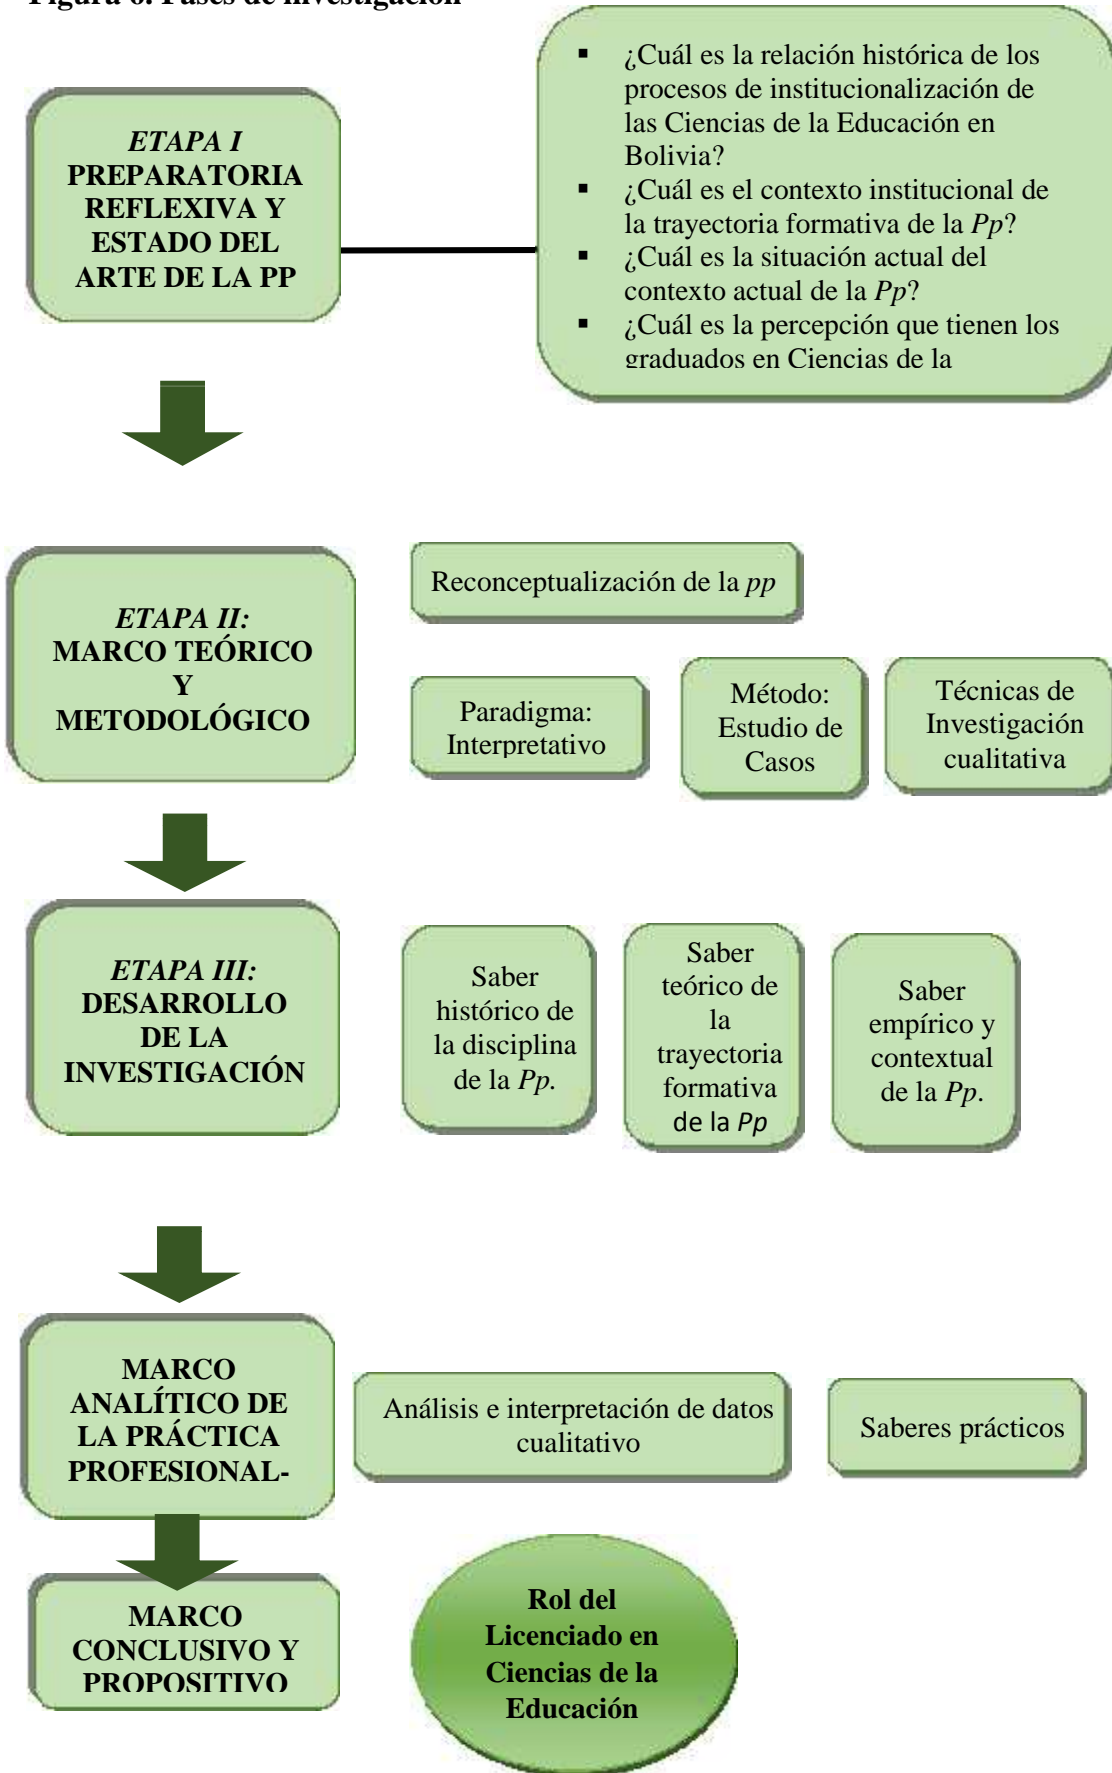 Figura 6. Fases de investigación
ETAPA I
PREPARATORIA
REFLEXIVA Y
ESTADO DEL
ARTE DE LA PP
▪ ¿Cuál es la relación histórica de los
procesos de institucionalización de
las Ciencias de la Educación en
Bolivia?
▪ ¿Cuál es el contexto institucional de
la trayectoria formativa de la Pp?
▪ ¿Cuál es la situación actual del
contexto actual de la Pp?
▪ ¿Cuál es la percepción que tienen los
graduados en Ciencias de la
ETAPA II:
MARCO TEÓRICO
Y
METODOLÓGICO
Reconceptualización de la pp
Paradigma:
Interpretativo
Método:
Estudio de
Casos
Técnicas de
Investigación
cualitativa
ETAPA III:
DESARROLLO
DE LA
INVESTIGACIÓN
Saber
histórico de
la disciplina
de la Pp.
Saber
teórico de
la
trayectoria
formativa
de la Pp
Saber
empírico y
contextual
de la Pp.
MARCO
ANALÍTICO DE
LA PRÁCTICA
PROFESIONAL-
Análisis e interpretación de datos
cualitativo
Saberes prácticos
MARCO
CONCLUSIVO Y
PROPOSITIVO
Rol del
Licenciado en
Ciencias de la
Educación